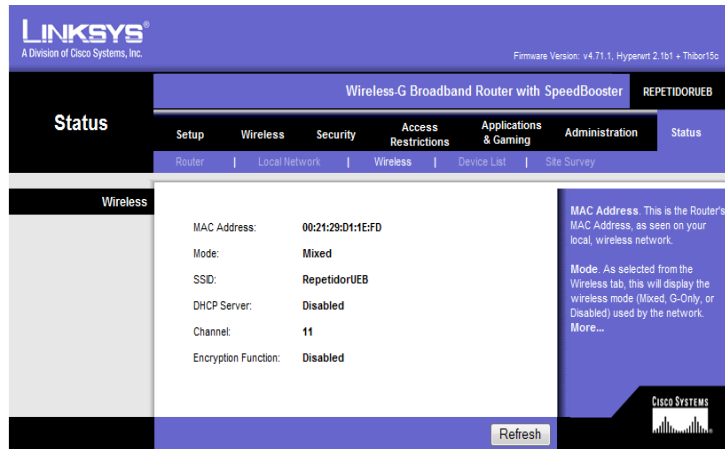 LINKSYS®
A Division of Cisco Systems, Inc.
Firmware Version: v4.71.1, Hyperwrt 2.1b1 + Thibor15c
Wireless-G Broadband Router with SpeedBooster REPETIDORUEB
Status
Setup Wireless Security Access Restrictions Applications & Gaming Administration Status
Router | Local Network | Wireless | Device List | Site Survey
Wireless
MAC Address: 00:21:29:D1:1E:FD
Mode: Mixed
SSID: RepetidorUEB
DHCP Server: Disabled
Channel: 11
Encryption Function: Disabled
MAC Address. This is the Router's
MAC Address, as seen on your
local, wireless network.
Mode. As selected from the
Wireless tab, this will display the
wireless mode (Mixed, G-Only, or
Disabled) used by the network.
More...
Refresh
CISCO SYSTEMS